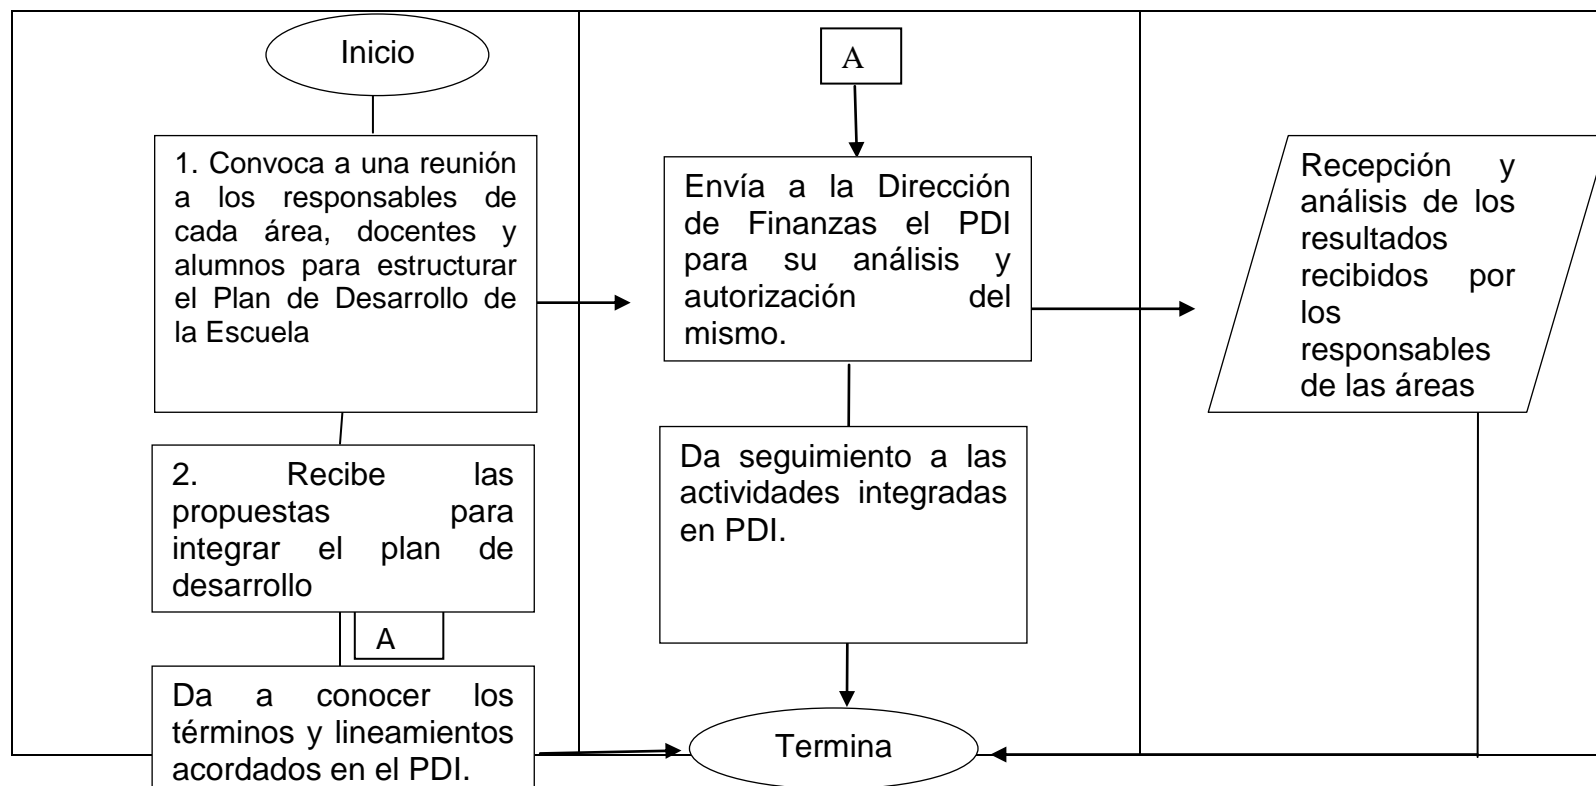 Inicio
1. Convoca a una reunión
a los responsables de
cada área, docentes y
alumnos para estructurar
el Plan de Desarrollo de
la Escuela
2. Recibe las
propuestas para
integrar el plan de
desarrollo
A
Da a conocer los
términos y lineamientos
acordados en el PDI.
A
Envía a la Dirección
de Finanzas el PDI
para su análisis y
autorización del
mismo.
Da seguimiento a las
actividades integradas
en PDI.
Termina
Recepción y
análisis de los
resultados
recibidos por
los
responsables
de las áreas